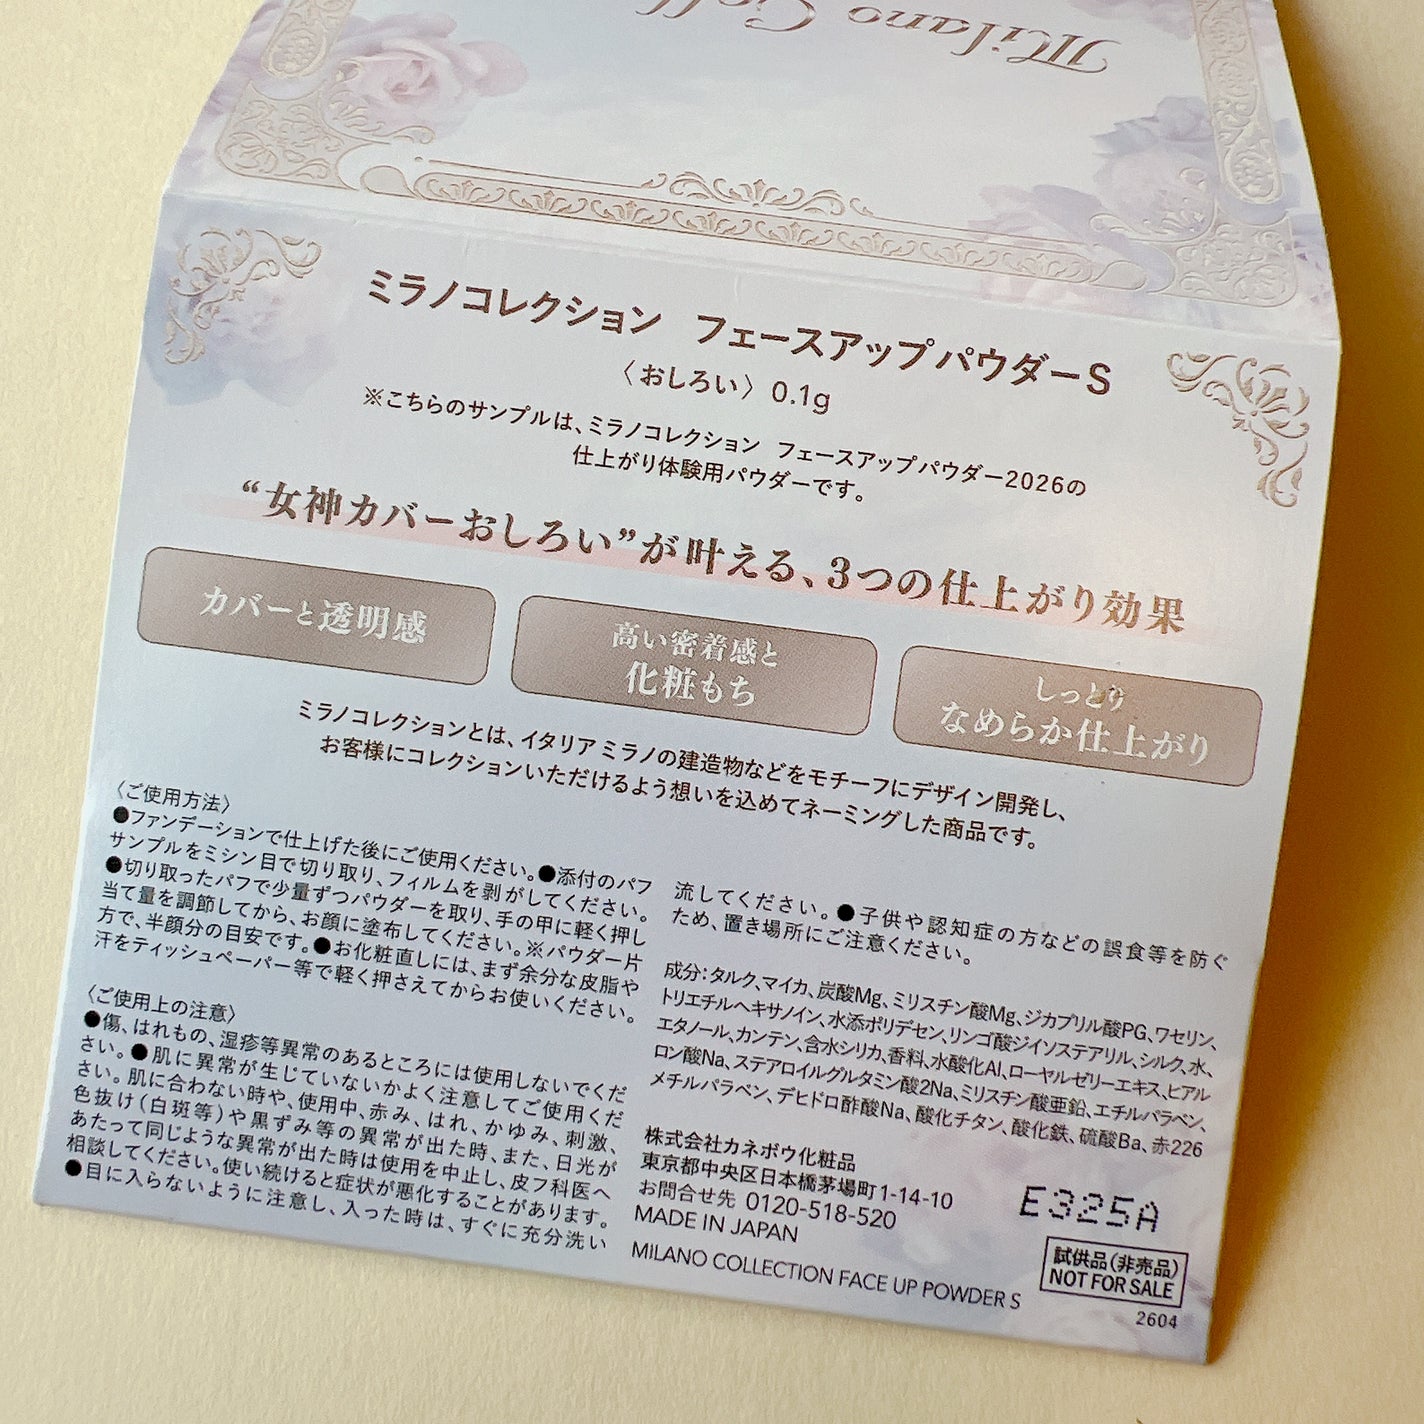 Milano Coll
ミラノコレクション フェースアップパウダーS
〈おしろい〉0.1g
※こちらのサンプルは、ミラノコレクション フェースアップパウダー2026の
仕上がり体験用パウダーです。
“女神カバーおしろい”が叶える、3つの仕上がり効果
カバーと透明感
高い密着感と
化粧もち
しっとり
なめらか仕上がり
ミラノコレクションとは、イタリア ミラノの建造物などをモチーフにデザイン開発し、
お客様にコレクションいただけるよう想いを込めてネーミングした商品です。
〈ご使用方法〉
●ファンデーションで仕上げた後にご使用ください。●添付のパフ
サンプルをミシン目で切り取り、フィルムを剥がしてください。
●切り取ったパフで少量ずつパウダーを取り、手の甲に軽く押し
当て量を調節してから、お顔に塗布してください。※パウダー片
方で、半顔分の目安です。●お化粧直しには、まず余分な皮脂や
汗をティッシュペーパー等で軽く押さえてからお使いください。
〈ご使用上の注意〉
●傷、はれもの、湿疹等異常のあるところには使用しないでくだ
さい。●肌に異常が生じていないかよく注意してご使用くだ
さい。肌に合わない時や、使用中、赤み、はれ、かゆみ、刺激、
色抜け(白斑等)や黒ずみ等の異常が出た時、また、日光が
あたって同じような異常が出た時は使用を中止し、皮フ科医へ
相談してください。使い続けると症状が悪化することがあります。
●目に入らないように注意し、入った時は、すぐに充分洗い
流してください。●子供や認知症の方などの誤食等を防ぐ
ため、置き場所にご注意ください。
成分:タルク、マイカ、炭酸Mg、ミリスチン酸Mg、ジカプリル酸PG、ワセリン、
トリエチルヘキサノイン、水添ポリデセン、リンゴ酸ジイソステアリル、シルク、水、
エタノール、カンテン、含水シリカ、香料、水酸化Al、ローヤルゼリーエキス、ヒアル
ロン酸Na、ステアロイルグルタミン酸2Na、ミリスチン酸亜鉛、エチルパラベン、
メチルパラベン、デヒドロ酢酸Na、酸化チタン、酸化鉄、硫酸Ba、赤226
株式会社カネボウ化粧品
東京都中央区日本橋茅場町1-14-10
お問合せ先 0120-518-520
MADE IN JAPAN
MILANO COLLECTION FACE UP POWDER S
E325A
試供品(非売品)
NOT FOR SALE
2604